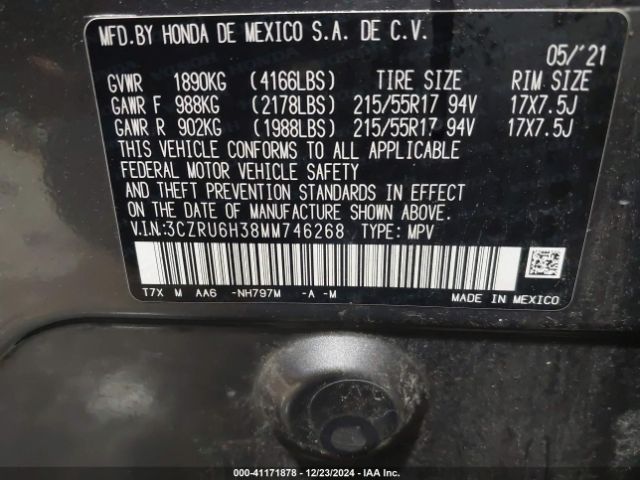 MFD.BY HONDA DE MEXICO S.A. DE C.V.
05/'21
GVWR 1890KG (4166LBS) TIRE SIZE RIM SIZE
GAWR F 988KG (2178LBS) 215/55R17 94V 17X7.5J
GAWR R 902KG (1988LBS) 215/55R17 94V 17X7.5J
THIS VEHICLE CONFORMS TO ALL APPLICABLE
FEDERAL MOTOR VEHICLE SAFETY
AND THEFT PREVENTION STANDARDS IN EFFECT
ON THE DATE OF MANUFACTURE SHOWN ABOVE.
V.I.N:3CZRU6H38MM746268 TYPE: MPV
T7X M AA6 -NH797M -A -M
MADE IN MEXICO
000-41171878 - 12/23/2024 - IAA Inc.